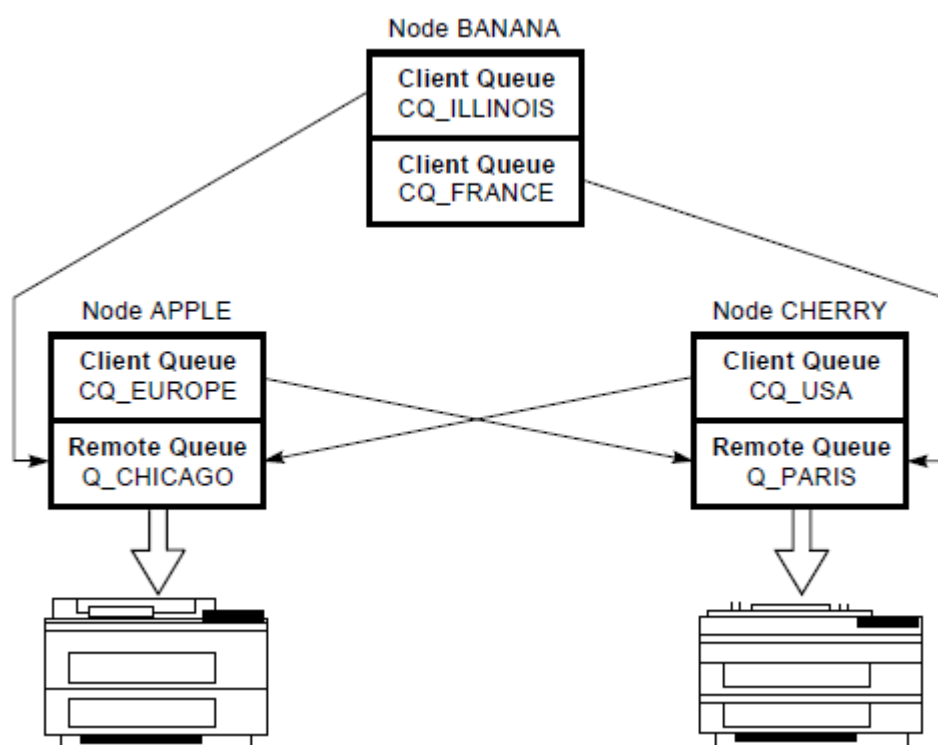 Node BANANA
Client Queue
CQ_ILLINOIS
Client Queue
CQ_FRANCE
Node APPLE
Client Queue
CQ_EUROPE
Remote Queue
Q_CHICAGO
Node CHERRY
Client Queue
CQ_USA
Remote Queue
Q_PARIS